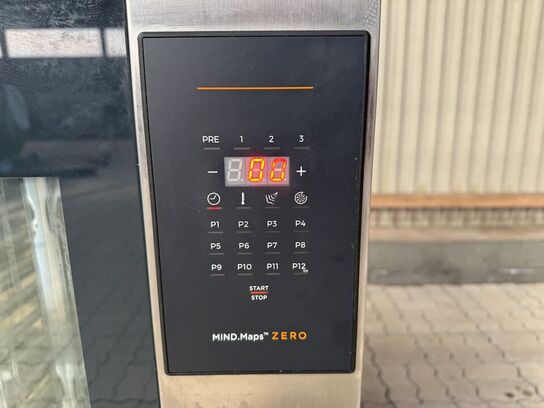 PRE 1 2 3
− +
P1 P2 P3 P4
P5 P6 P7 P8
P9 P10 P11 P12
99
START
STOP
MIND.Maps™ ZERO